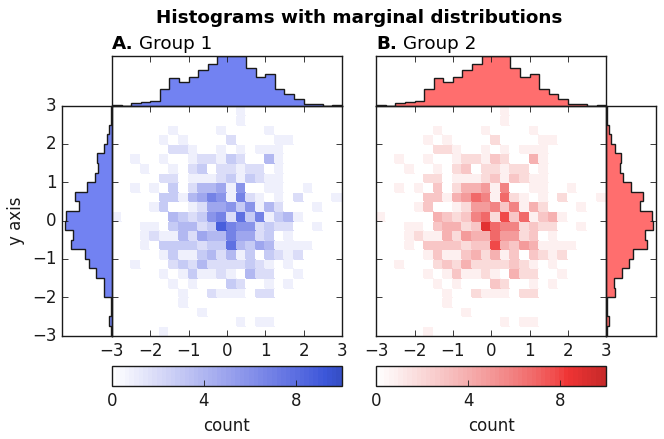 Histograms with marginal distributions
A. Group 1
B. Group 2
3
2
1
0
−1
−2
−3
y axis
−3 −2 −1 0 1 2 3
−3 −2 −1 0 1 2 3
0 4 8
0 4 8
count
count